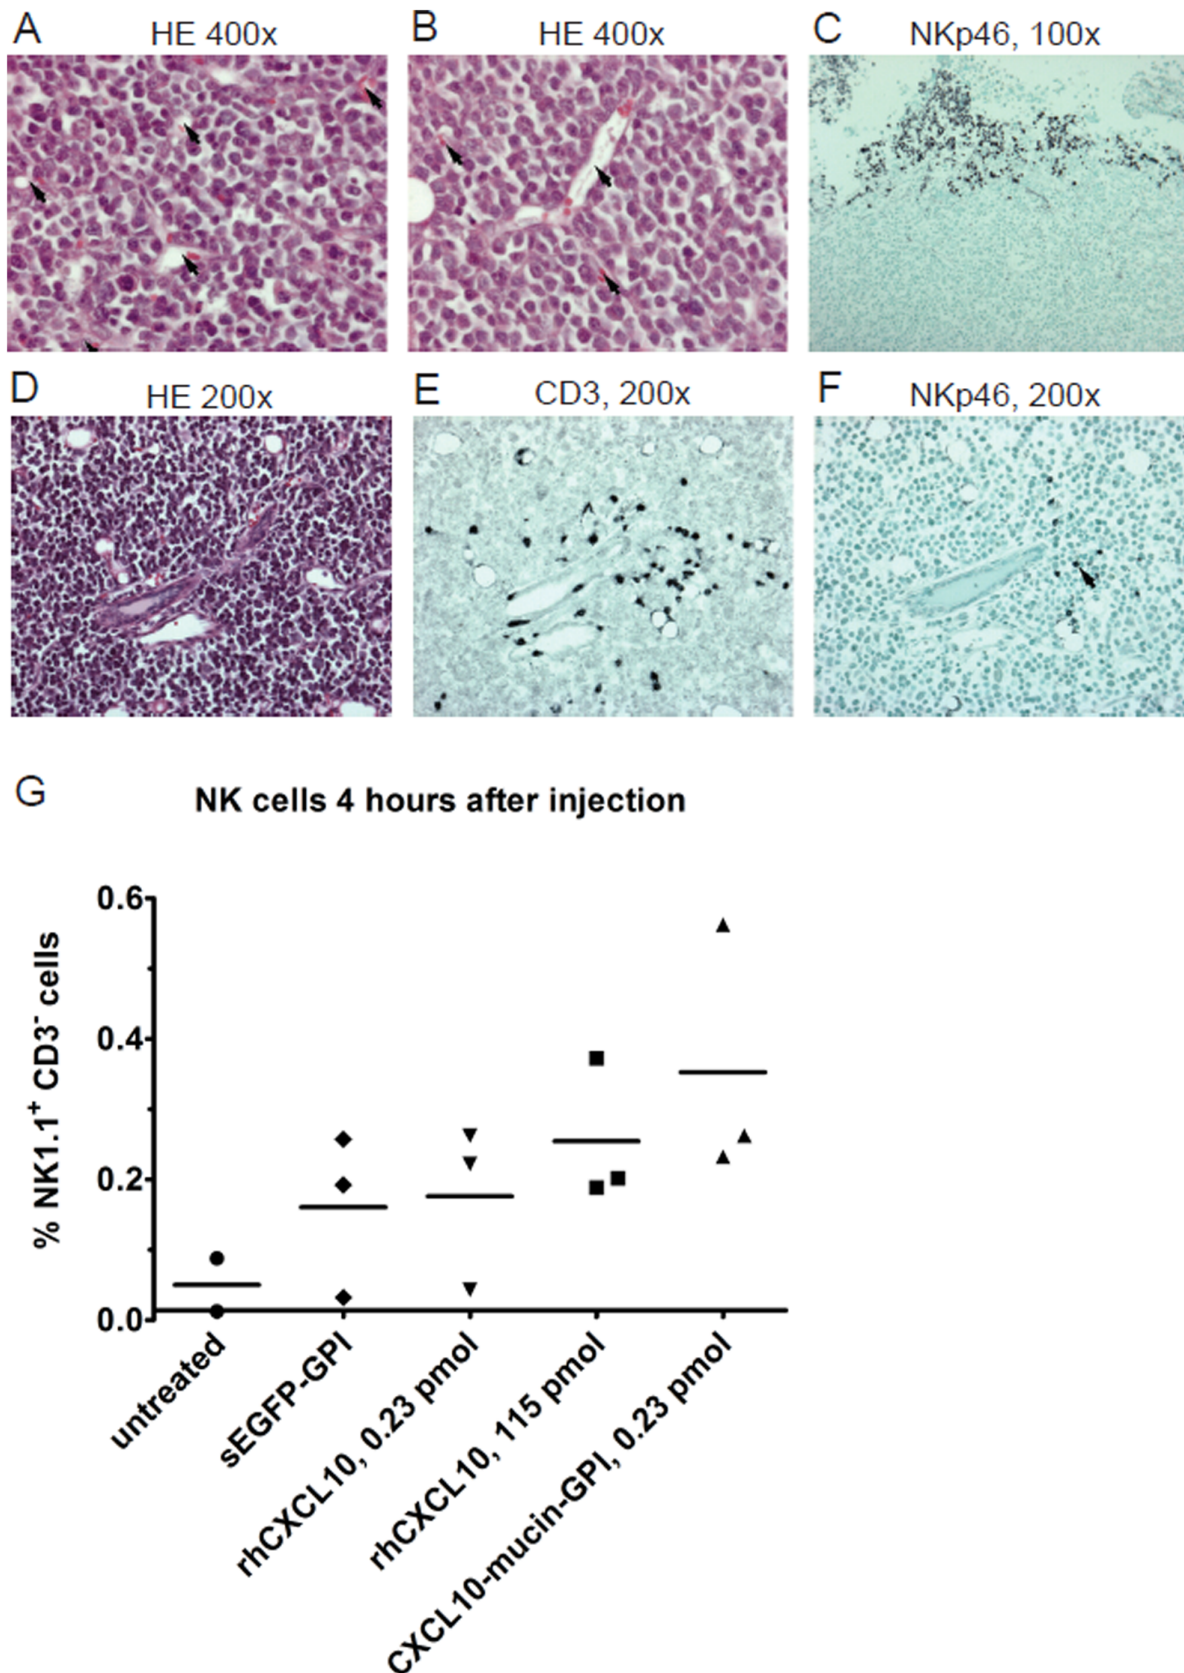 A
HE 400x
B
HE 400x
C
NKp46, 100x
D
HE 200x
E
CD3, 200x
F
NKp46, 200x
G
NK cells 4 hours after injection
% NK1.1⁺ CD3⁻ cells
0.6
0.4
0.2
0.0
untreated
sEGFP-GPI
rhCXCL10, 0.23 pmol
rhCXCL10, 115 pmol
CXCL10-mucin-GPI, 0.23 pmol